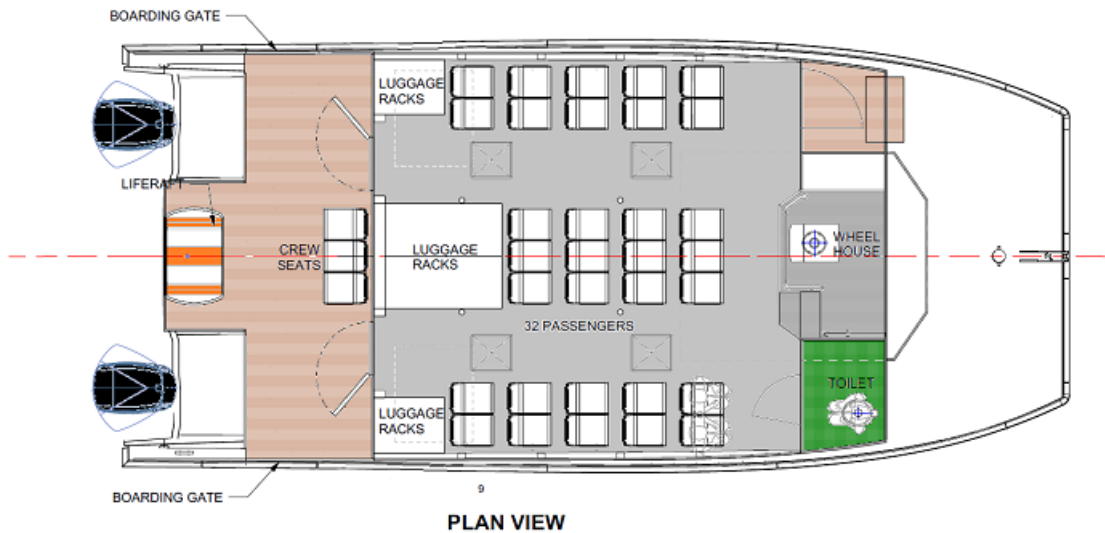 BOARDING GATE
LUGGAGE
RACKS
LIFERAFT
CREW
SEATS
LUGGAGE
RACKS
WHEEL
HOUSE
32 PASSENGERS
TOILET
LUGGAGE
RACKS
BOARDING GATE
9
PLAN VIEW